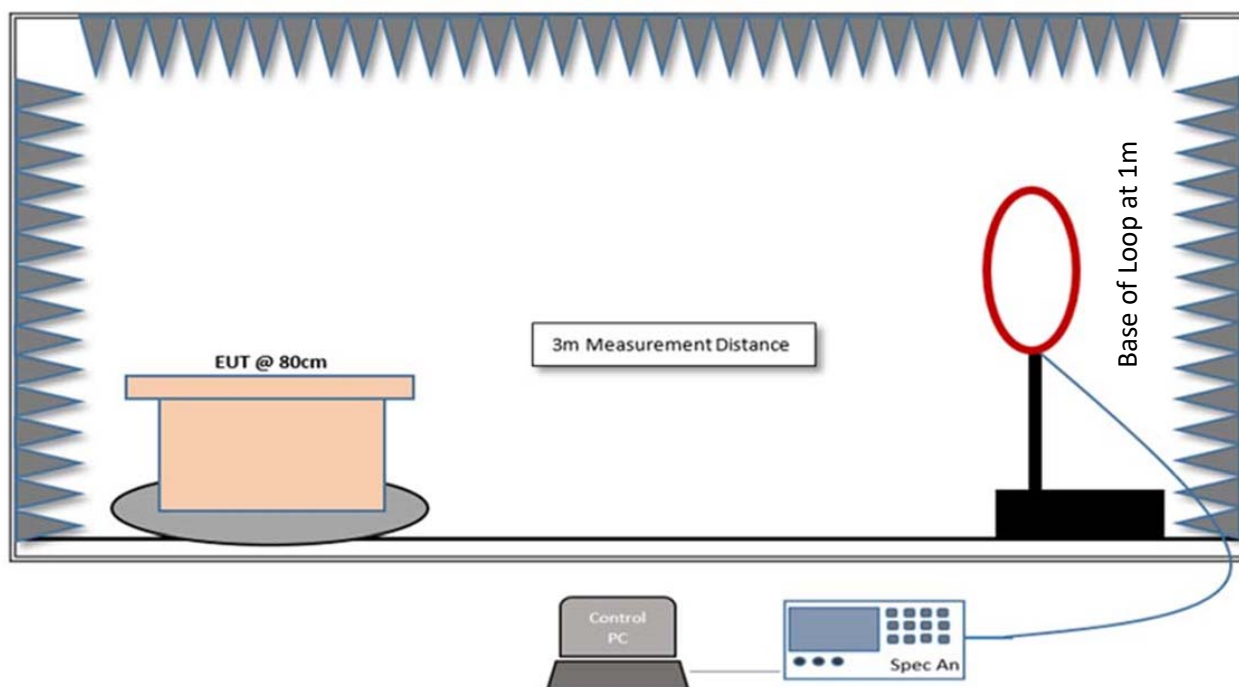 Base of Loop at 1m
3m Measurement Distance
EUT @ 80cm
Control
PC
Spec An